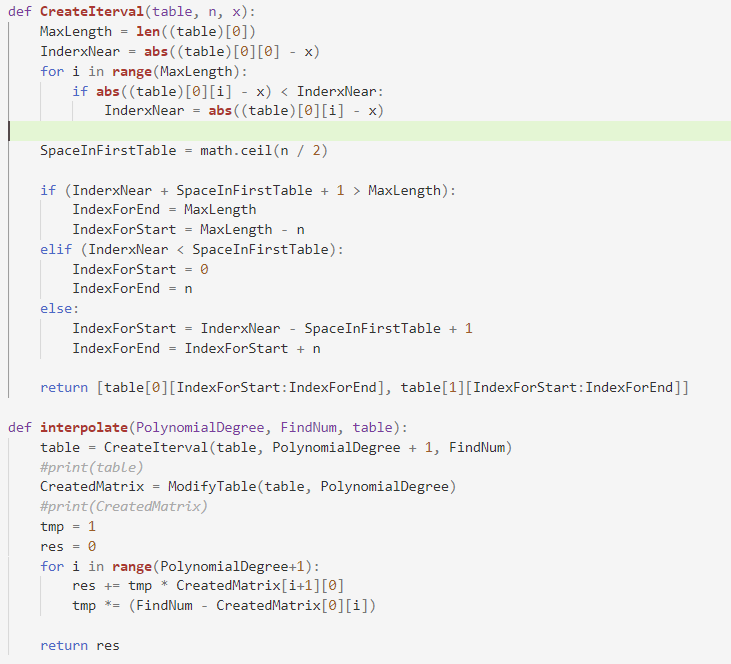 def CreateIterval(table, n, x):
    MaxLength = len((table)[0])
    InderxNear = abs((table)[0][0] - x)
    for i in range(MaxLength):
        if abs((table)[0][i] - x) < InderxNear:
            InderxNear = abs((table)[0][i] - x)
    SpaceInFirstTable = math.ceil(n / 2)
    if (InderxNear + SpaceInFirstTable + 1 > MaxLength):
        IndexForEnd = MaxLength
        IndexForStart = MaxLength - n
    elif (InderxNear < SpaceInFirstTable):
        IndexForStart = 0
        IndexForEnd = n
    else:
        IndexForStart = InderxNear - SpaceInFirstTable + 1
        IndexForEnd = IndexForStart + n
    return [table[0][IndexForStart:IndexForEnd], table[1][IndexForStart:IndexForEnd]]
def interpolate(PolynomialDegree, FindNum, table):
    table = CreateIterval(table, PolynomialDegree + 1, FindNum)
    #print(table)
    CreatedMatrix = ModifyTable(table, PolynomialDegree)
    #print(CreatedMatrix)
    tmp = 1
    res = 0
    for i in range(PolynomialDegree+1):
        res += tmp * CreatedMatrix[i+1][0]
        tmp *= (FindNum - CreatedMatrix[0][i])
    return res